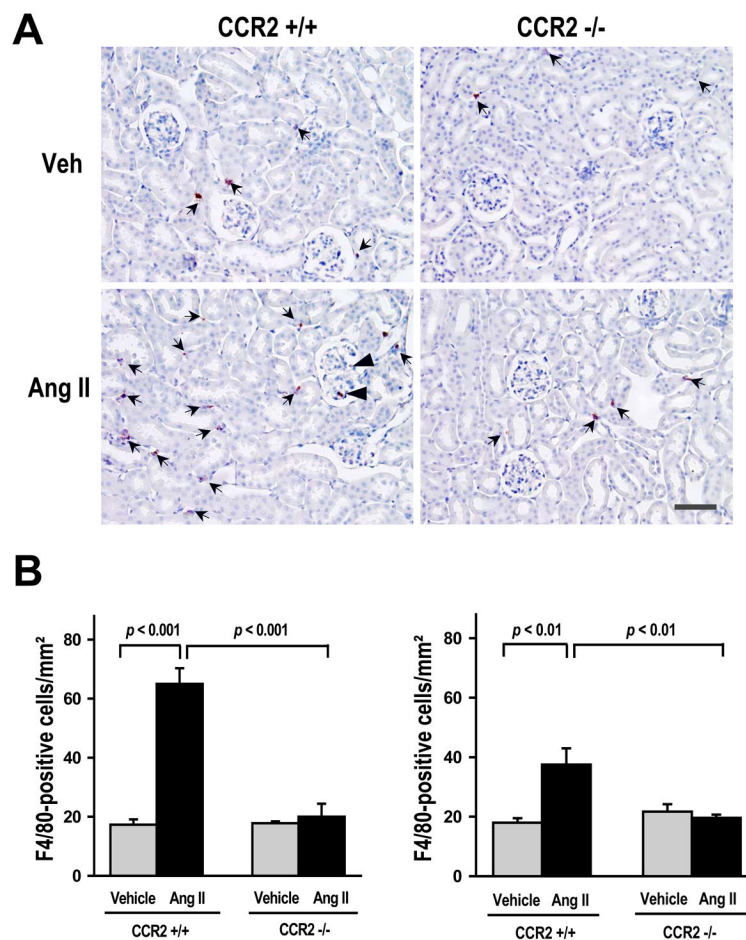 A
CCR2 +/+
CCR2 -/-
Veh
Ang II
B
F4/80-positive cells/mm²
80
60
40
20
0
p < 0.001
p < 0.001
Vehicle
Ang II
Vehicle
Ang II
CCR2 +/+
CCR2 -/-
F4/80-positive cells/mm²
80
60
40
20
0
p < 0.01
p < 0.01
Vehicle
Ang II
Vehicle
Ang II
CCR2 +/+
CCR2 -/-